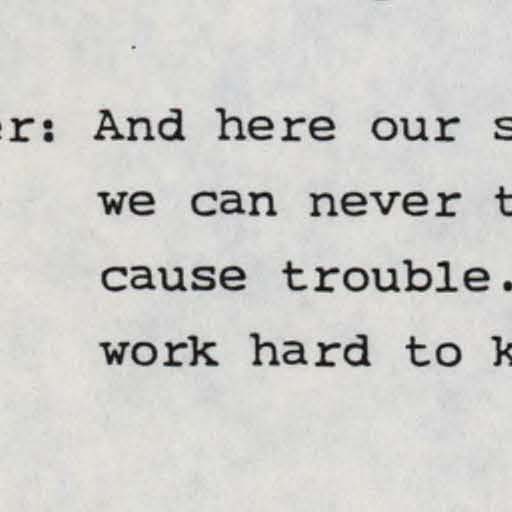 er: And here our s
we can never t
cause trouble.
work hard to k